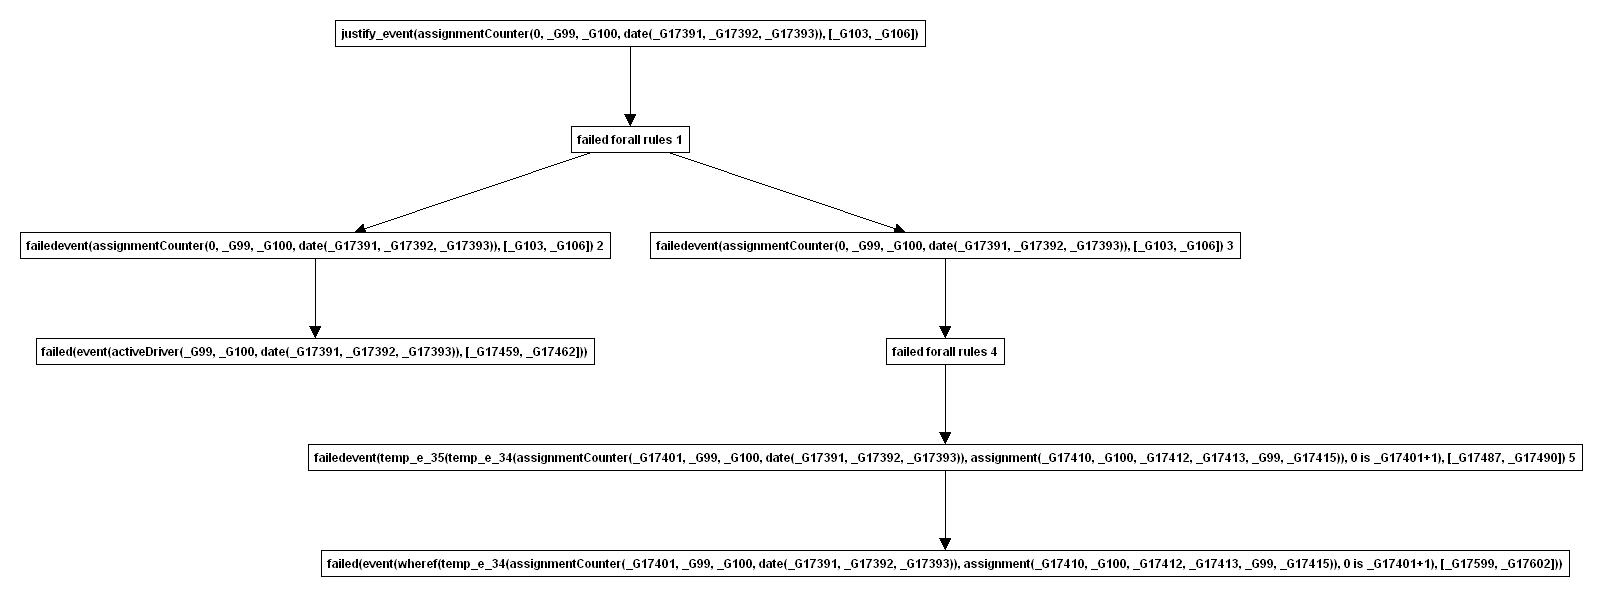 justify_event(assignmentCounter(0, _G99, _G100, date(_G17391, _G17392, _G17393)), [_G103, _G106])
failed forall rules 1
failedevent(assignmentCounter(0, _G99, _G100, date(_G17391, _G17392, _G17393)), [_G103, _G106]) 2
failedevent(assignmentCounter(0, _G99, _G100, date(_G17391, _G17392, _G17393)), [_G103, _G106]) 3
failed(event(activeDriver(_G99, _G100, date(_G17391, _G17392, _G17393)), [_G17459, _G17462]))
failed forall rules 4
failedevent(temp_e_35(temp_e_34(assignmentCounter(_G17401, _G99, _G100, date(_G17391, _G17392, _G17393)), assignment(_G17410, _G100, _G17412, _G17413, _G99, _G17415)), 0 is _G17401+1), [_G17487, _G17490]) 5
failed(event(wheref(temp_e_34(assignmentCounter(_G17401, _G99, _G100, date(_G17391, _G17392, _G17393)), assignment(_G17410, _G100, _G17412, _G17413, _G99, _G17415)), 0 is _G17401+1), [_G17599, _G17602]))